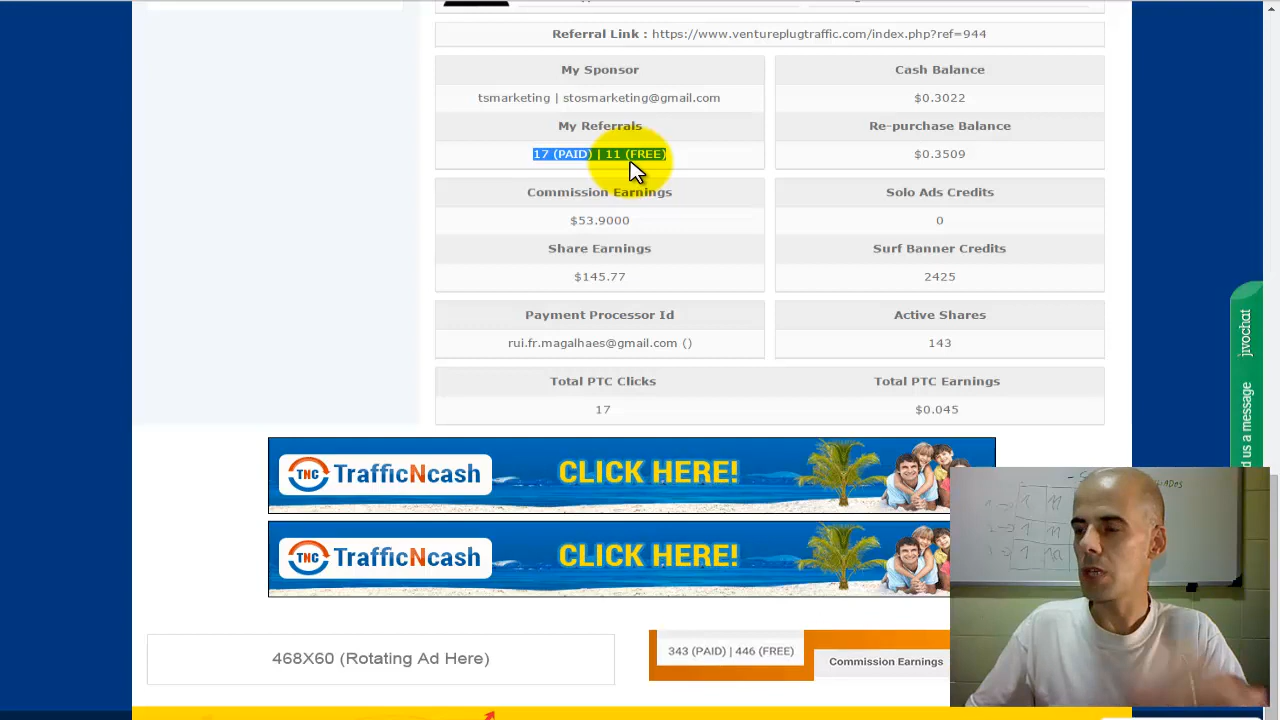 Referral Link : https://www.ventureplugtraffic.com/index.php?ref=944
My Sponsor
tsmarketing | stosmarketing@gmail.com
My Referrals
17 (PAID) | 11 (FREE)
Cash Balance
$0.3022
Re-purchase Balance
$0.3509
Commission Earnings
$53.9000
Share Earnings
$145.77
Solo Ads Credits
0
Surf Banner Credits
2425
Payment Processor Id
rui.fr.magalhaes@gmail.com ()
Active Shares
143
Total PTC Clicks
17
Total PTC Earnings
$0.045
TNC TrafficNcash CLICK HERE!
TNC TrafficNcash CLICK HERE!
468X60 (Rotating Ad Here)
343 (PAID) | 446 (FREE)
Commission Earnings
jivochat
d us a message